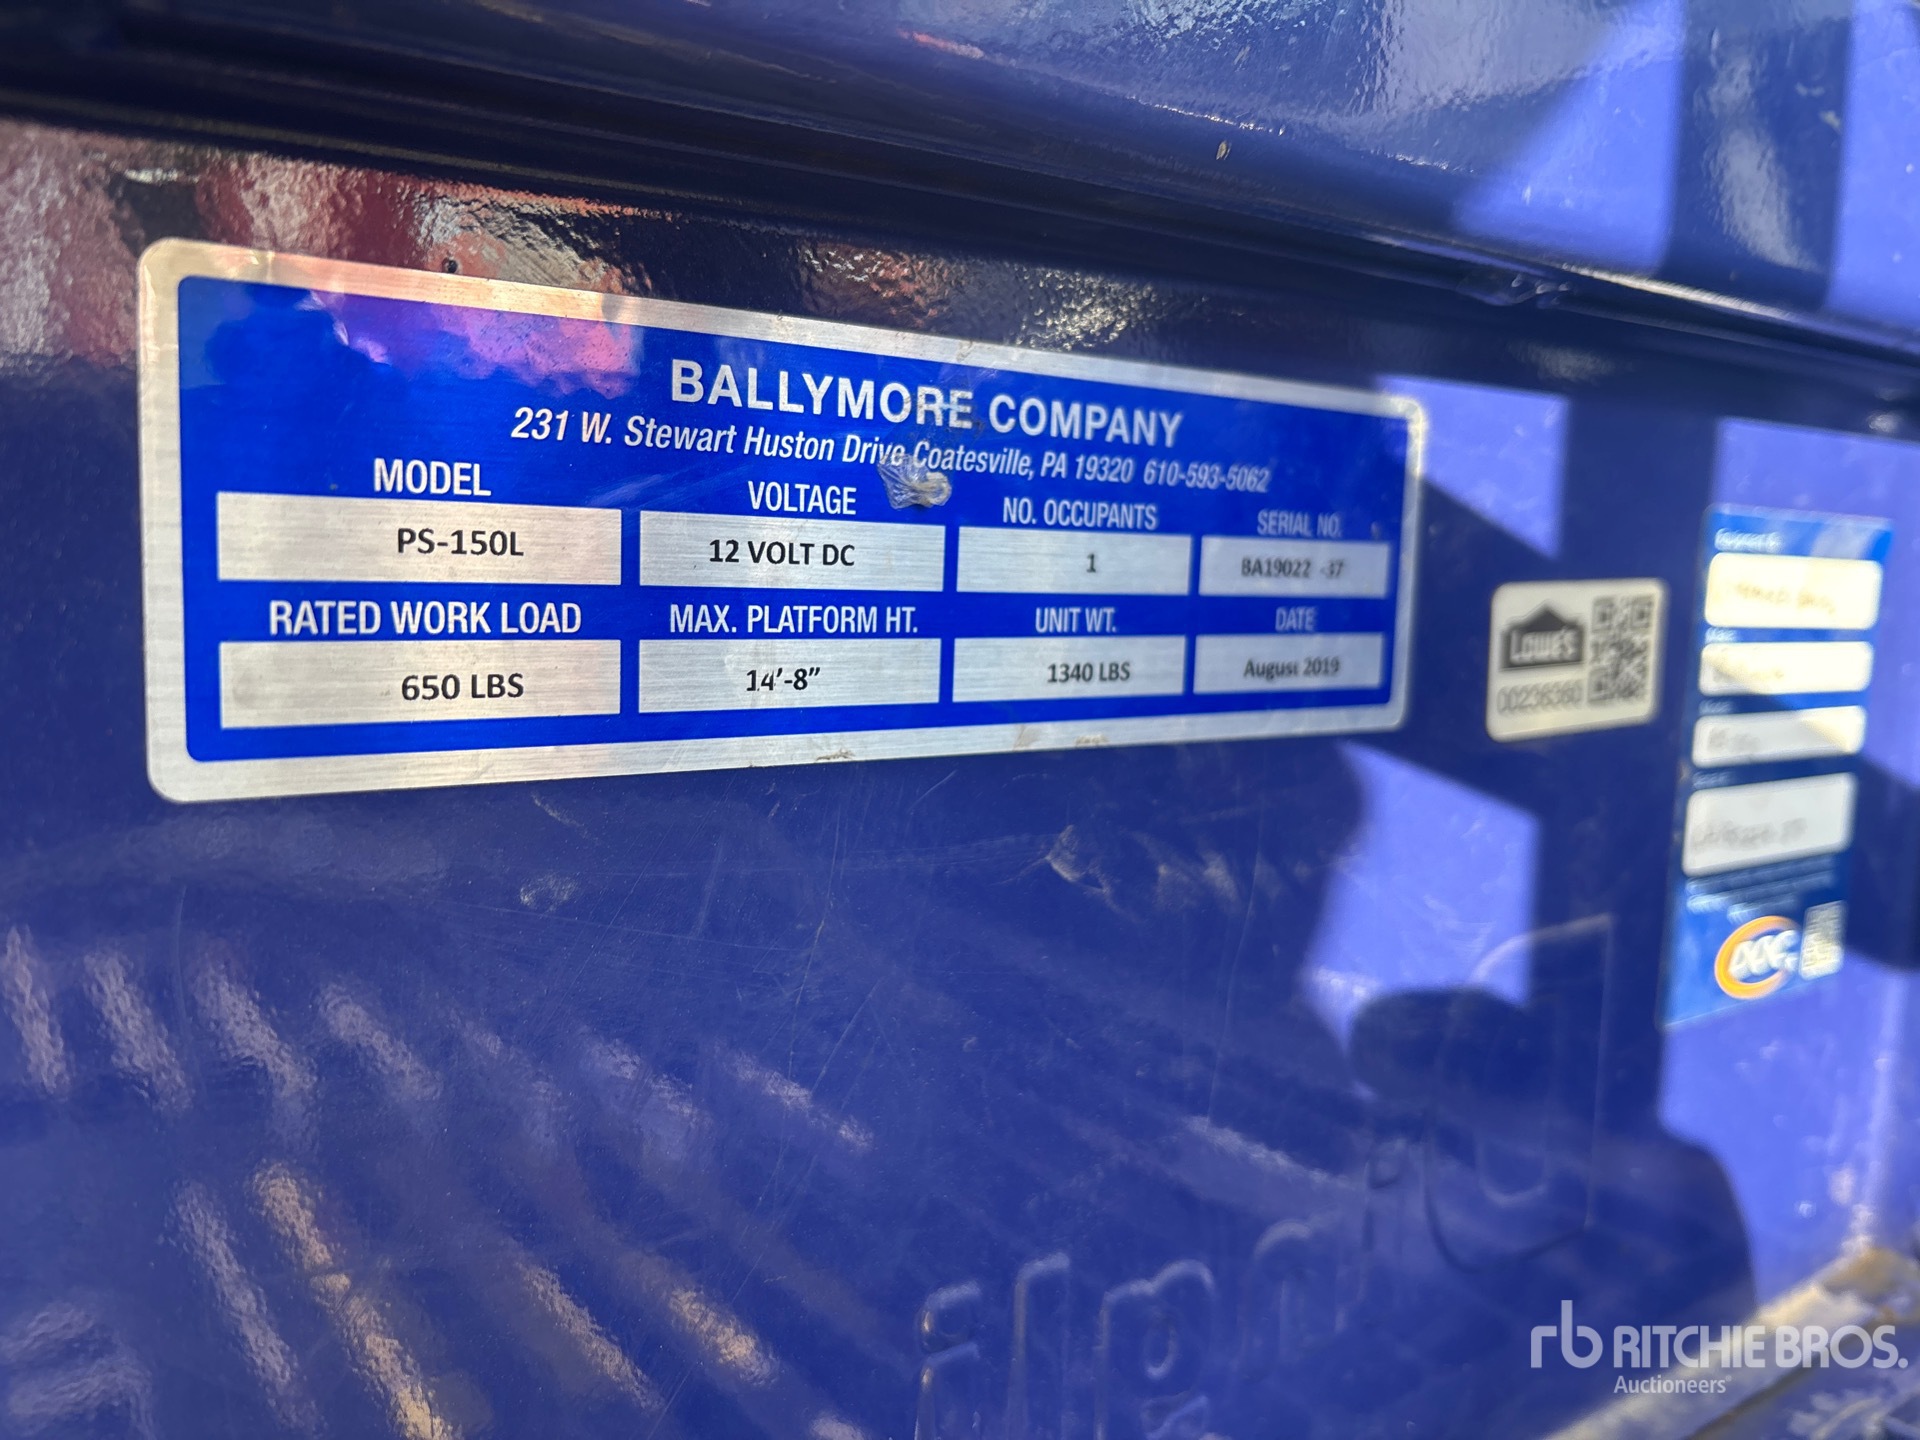 BALLYMORE COMPANY
231 W. Stewart Huston Drive Coatesville, PA 19320 610-593-5062
MODEL VOLTAGE NO. OCCUPANTS SERIAL NO.
PS-150L 12 VOLT DC 1 BA19022 -37
RATED WORK LOAD MAX. PLATFORM HT. UNIT WT. DATE
650 LBS 14'-8" 1340 LBS August 2019
LOWE'S
00236360
rb RITCHIE BROS.
Auctioneers